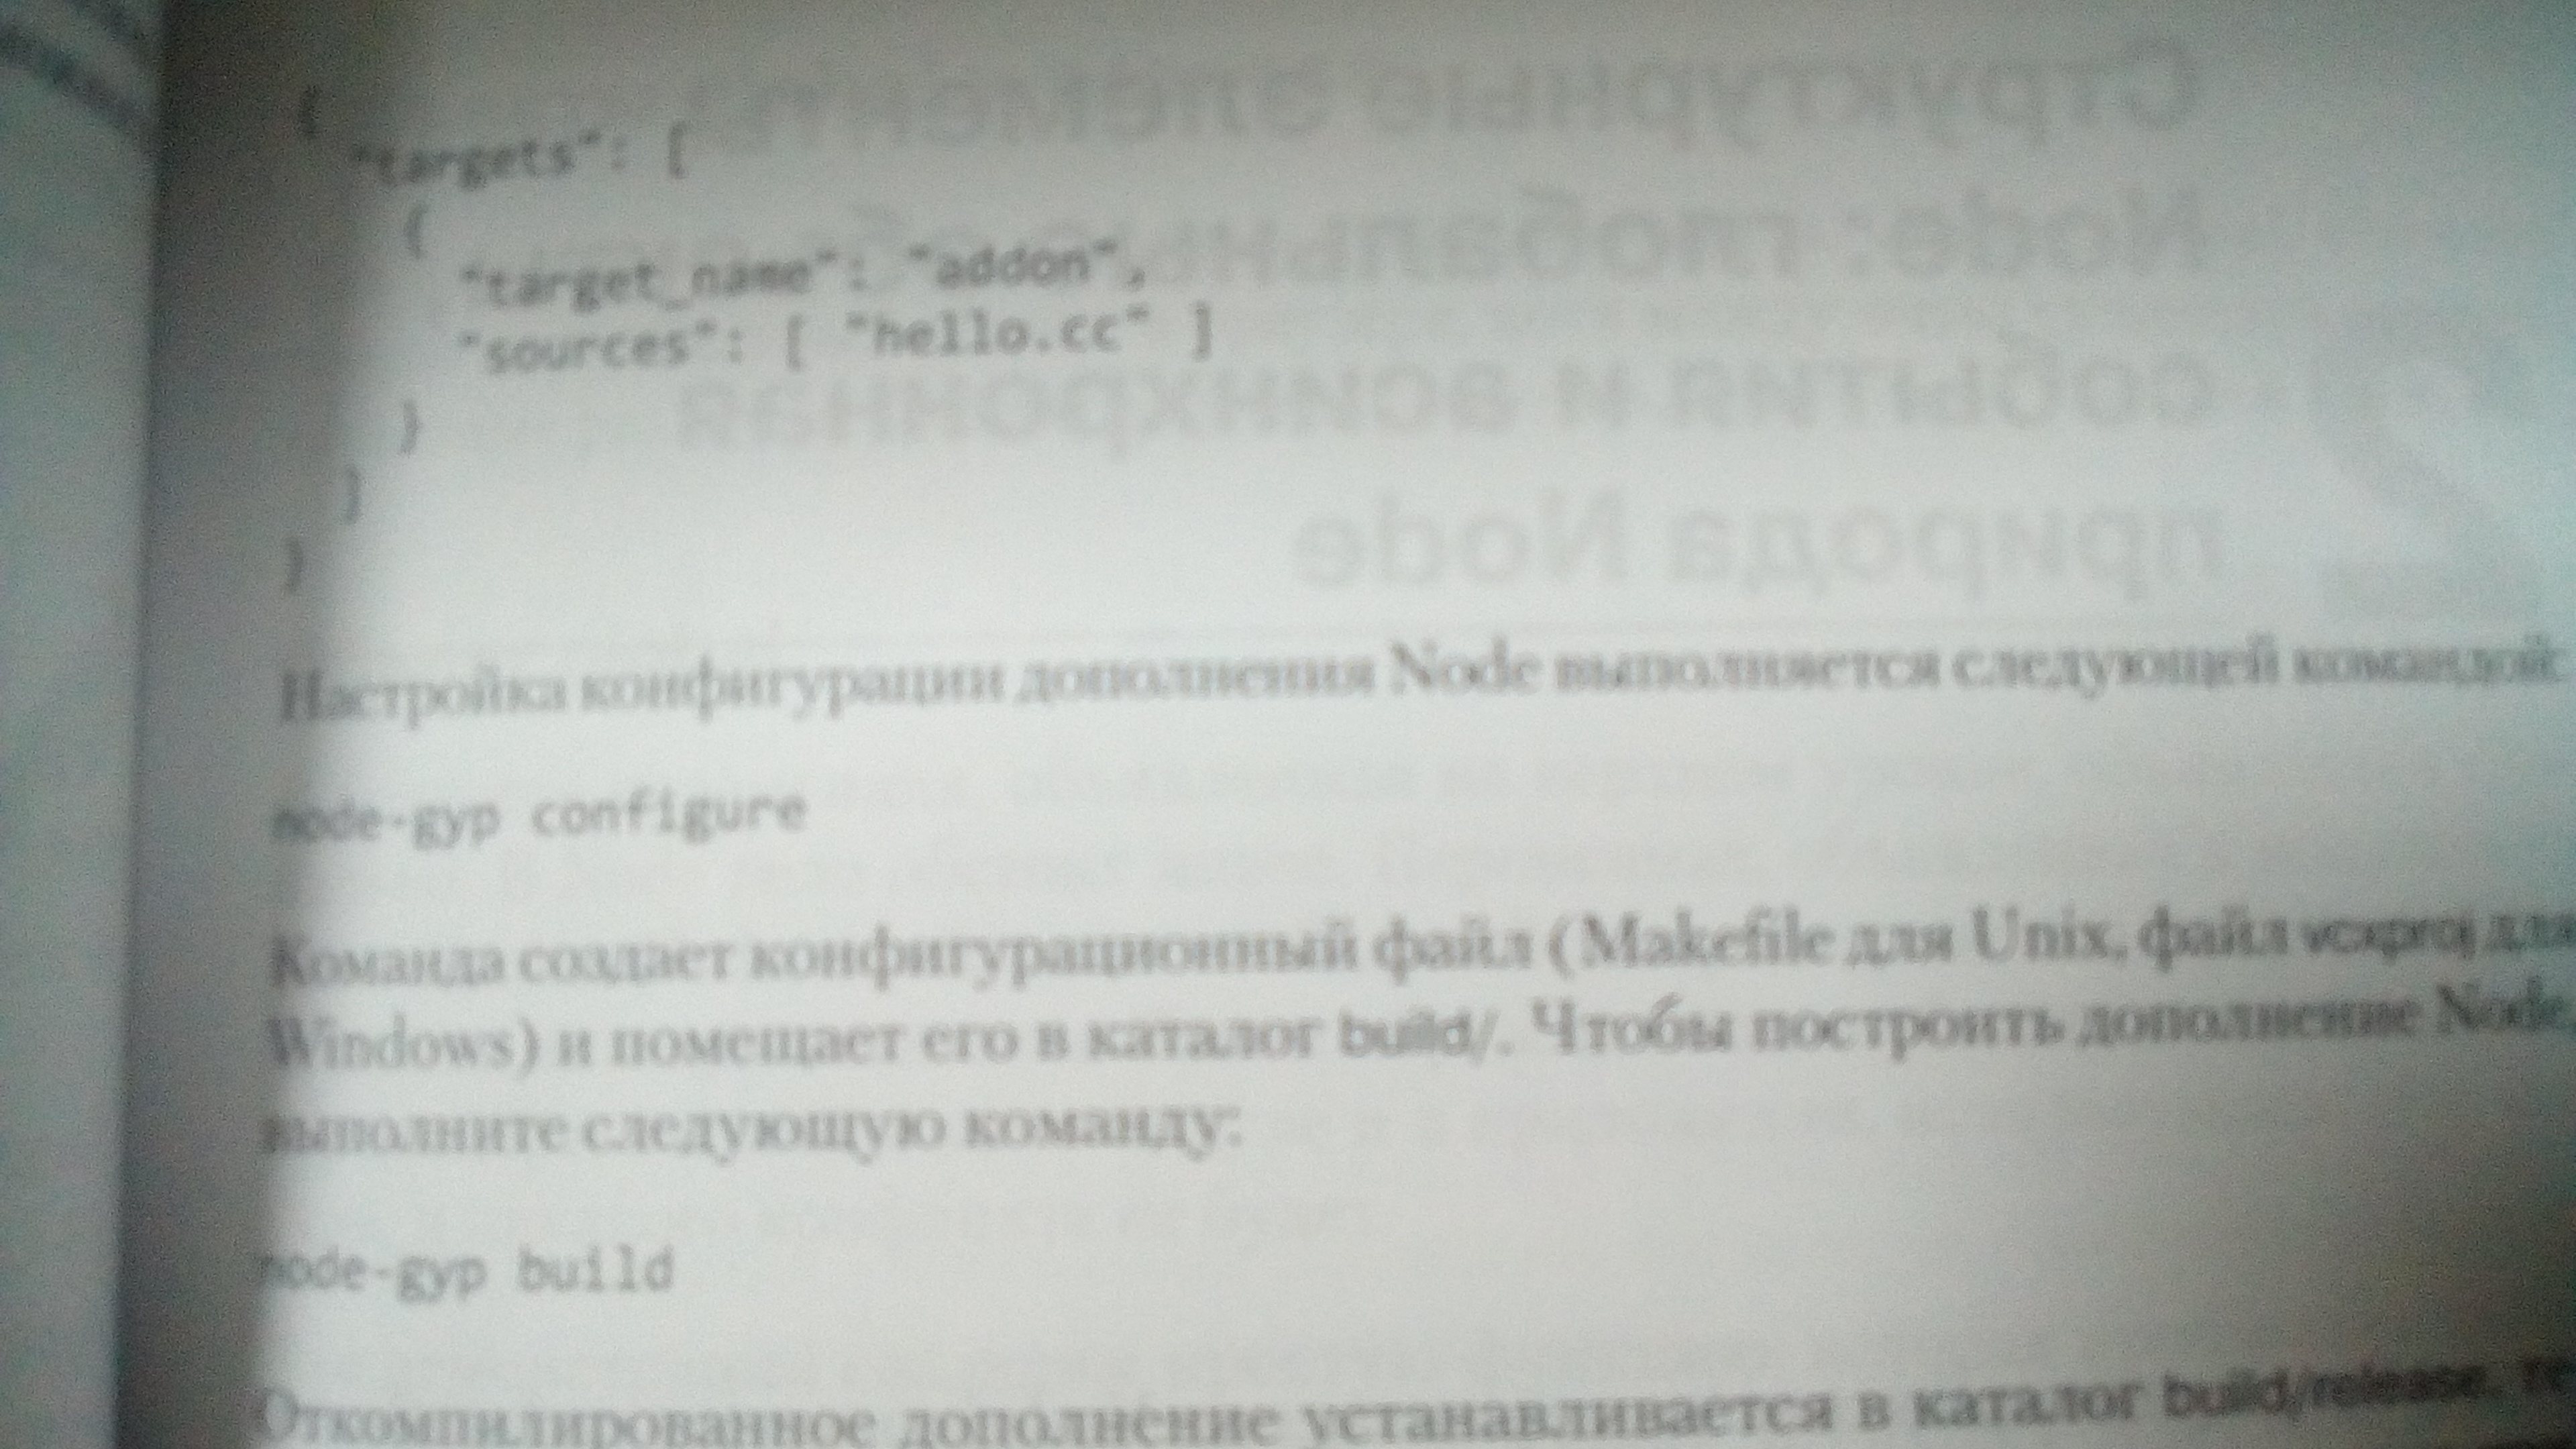 {
"targets": [
{
"target_name": "addon",
"sources": [ "hello.cc" ]
}
]
}
Настройка конфигурации дополнения Node выполняется следующей командой:
node-gyp configure
Команда создает конфигурационный файл (Makefile для Unix, файл vcxproj для
Windows) и помещает его в каталог build/. Чтобы построить дополнение Node,
выполните следующую команду:
node-gyp build
Откомпилированное дополнение устанавливается в каталог build/release,